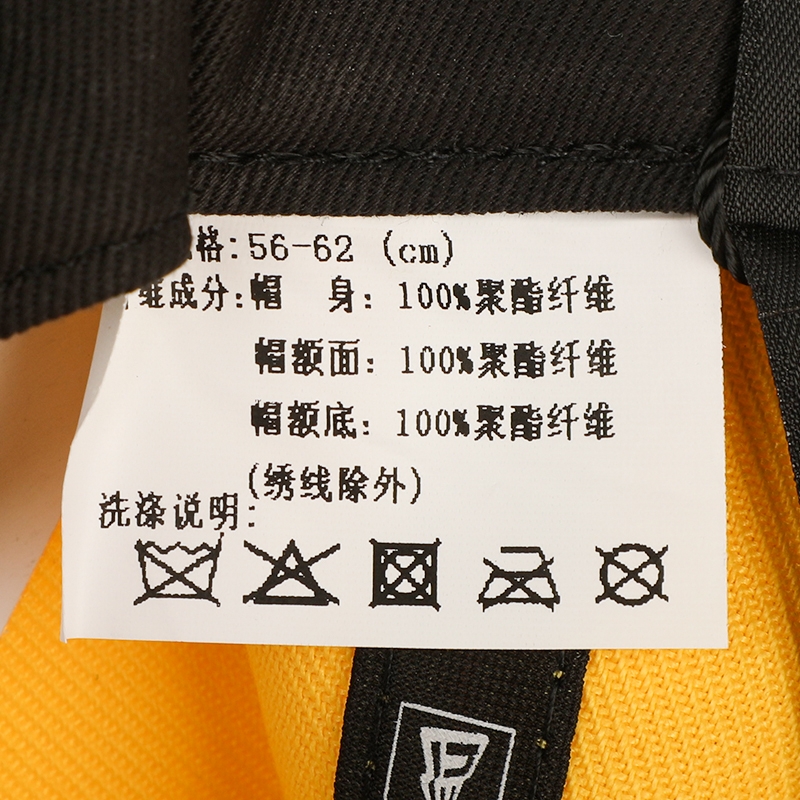 格:56-62 (cm)
维成分:帽 身: 100%聚酯纤维
帽额面: 100%聚酯纤维
帽额底: 100%聚酯纤维
(绣线除外)
洗涤说明: